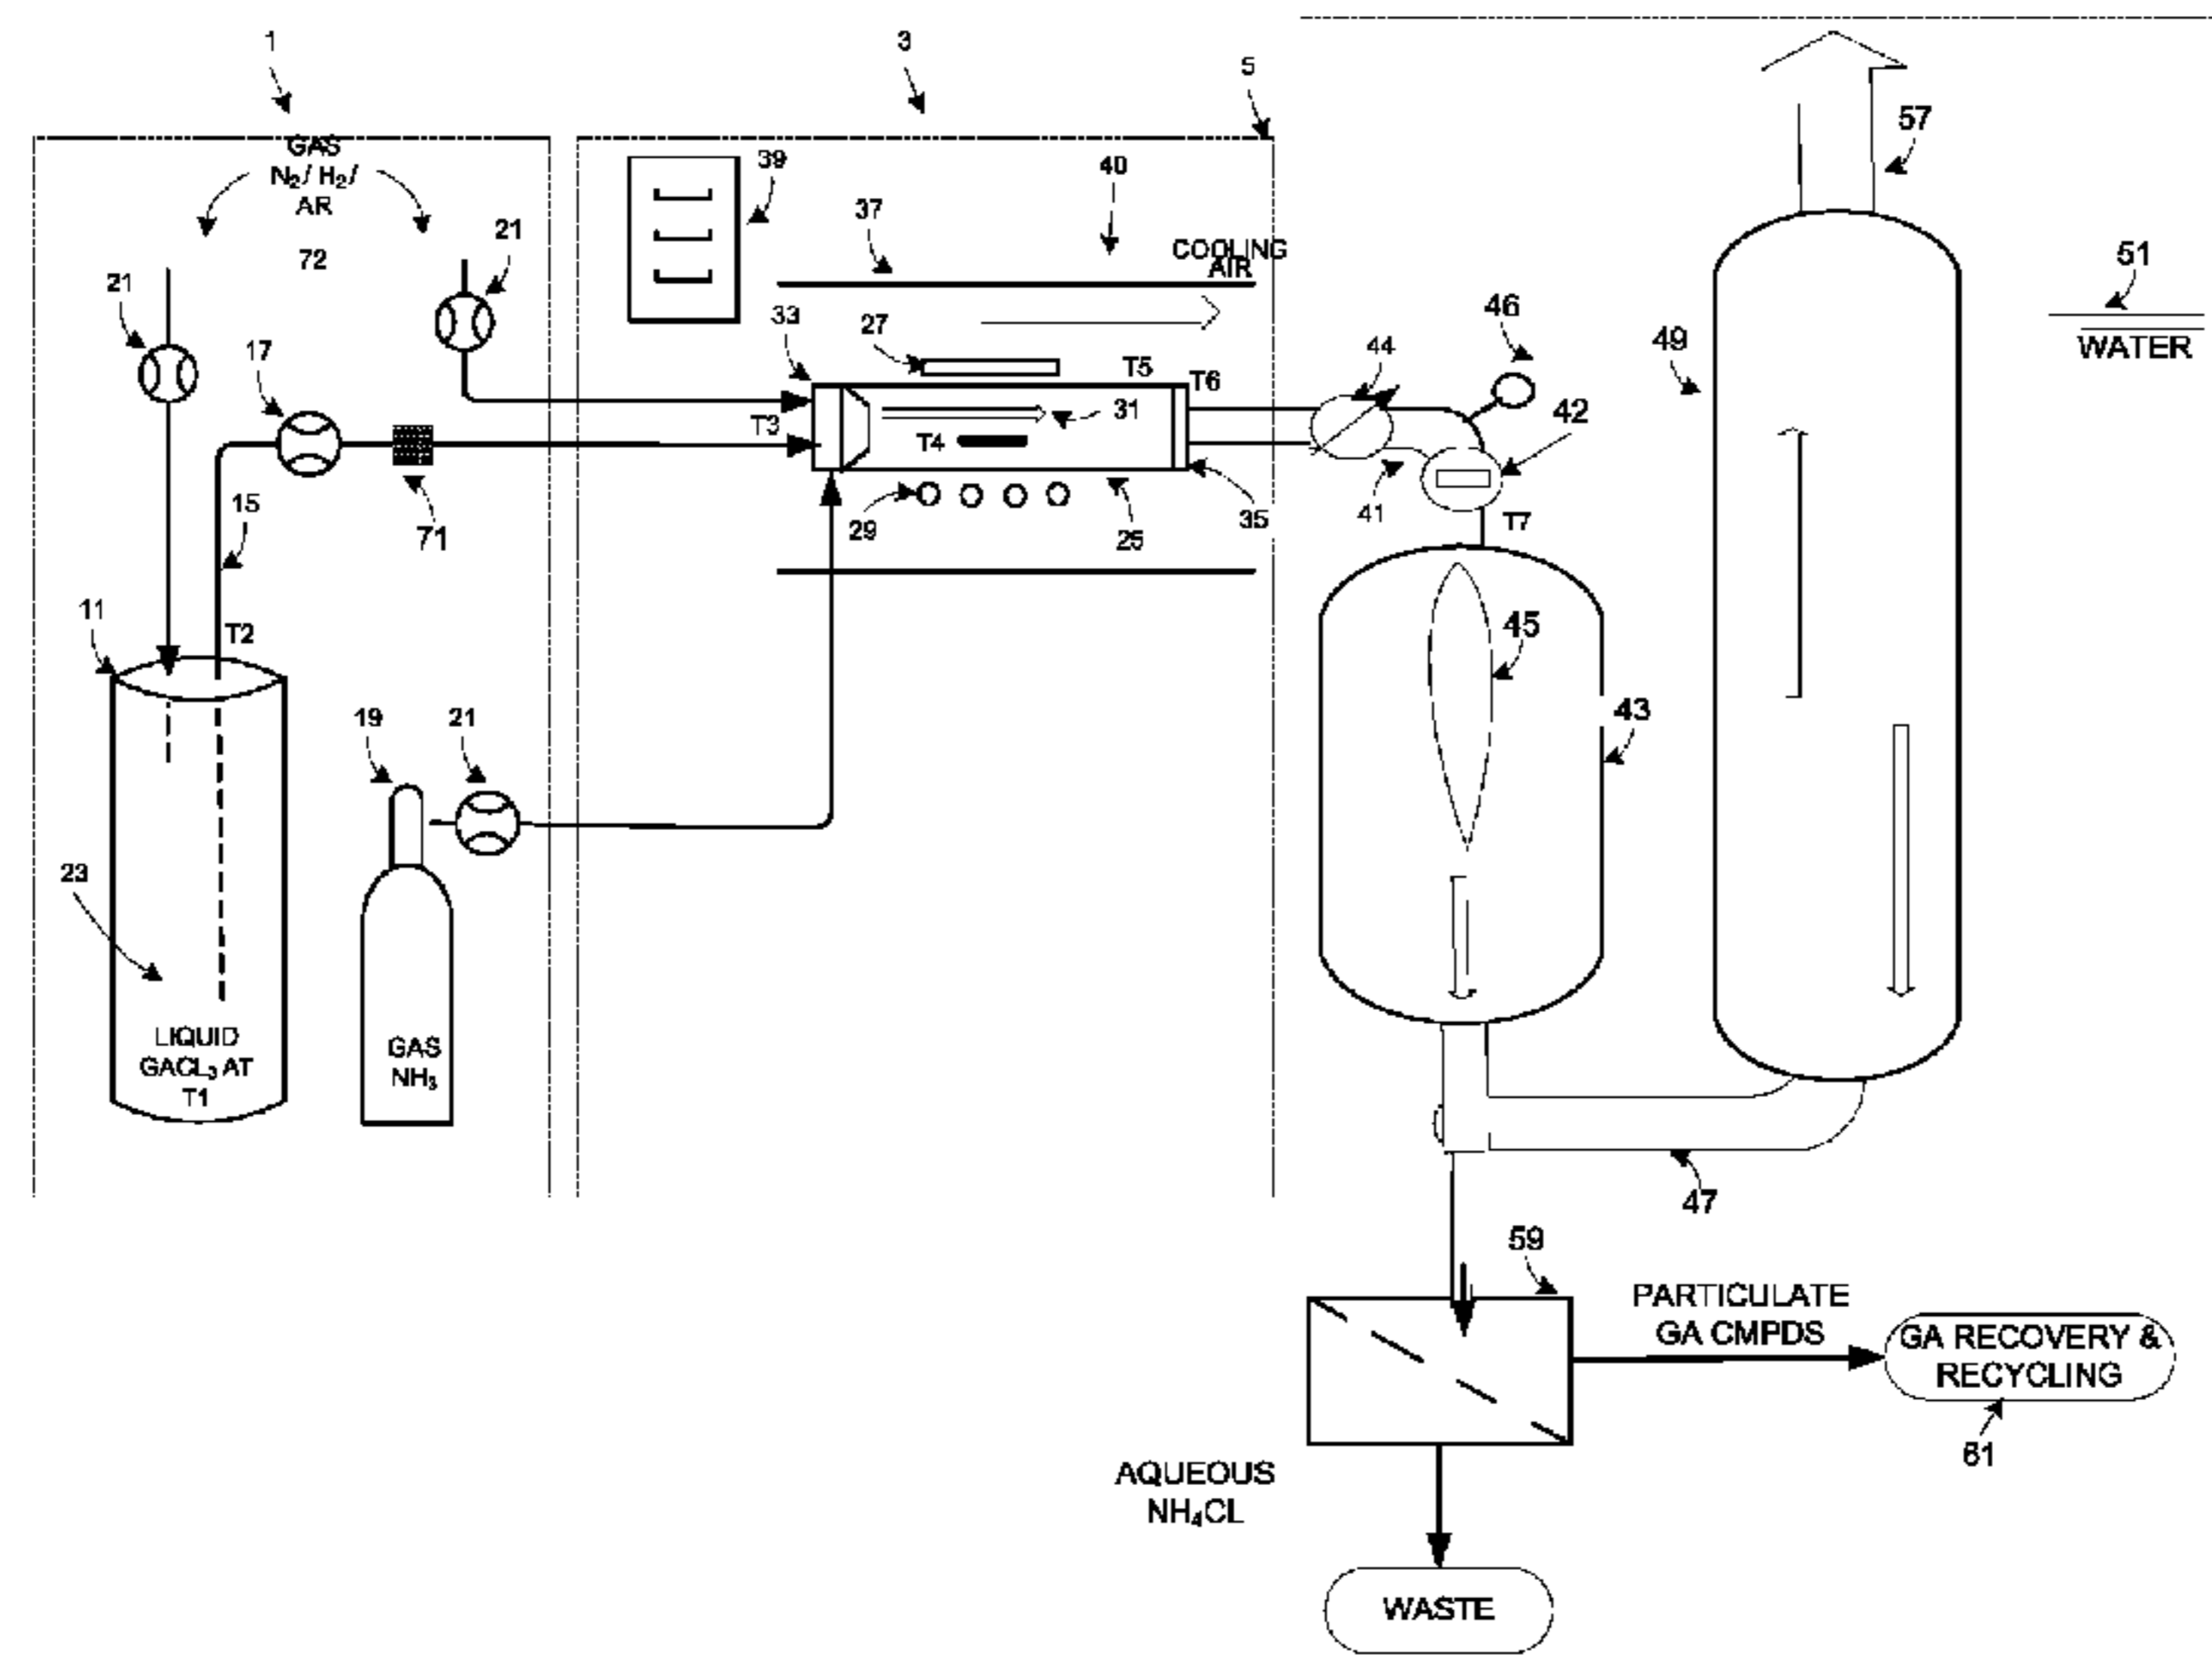 1
3
5
GAS
N2/ H2/
AR
72
21
21
17
71
15
11
T2
23
LIQUID
GACL3 AT
T1
19
21
GAS
NH3
39
37
40
COOLING
AIR
33
27
T5
T6
T3
31
T4
29
25
35
44
46
42
41
T7
45
43
49
57
51
WATER
47
59
PARTICULATE
GA CMPDS
GA RECOVERY &
RECYCLING
61
AQUEOUS
NH4CL
WASTE